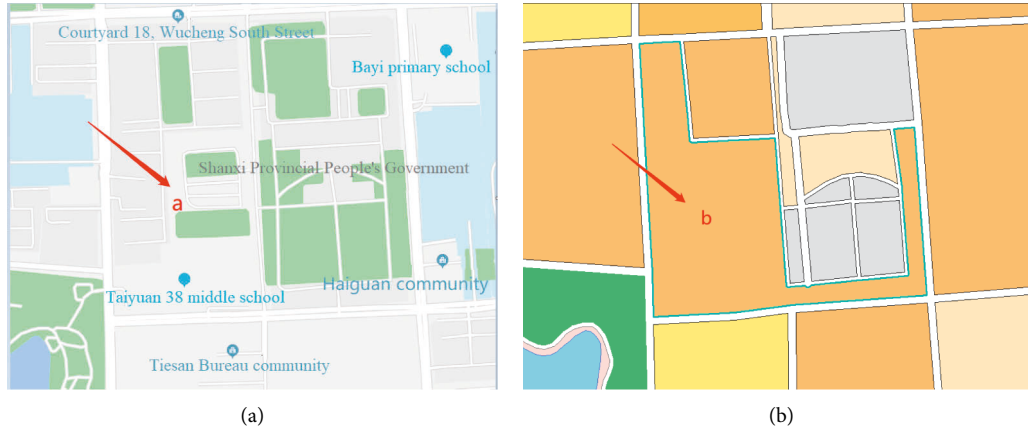 Courtyard 18, Wucheng South Street
Bayi primary school
Shanxi Provincial People's Government
a
Haiguan community
Taiyuan 38 middle school
Tiesan Bureau community
b
(a)
(b)